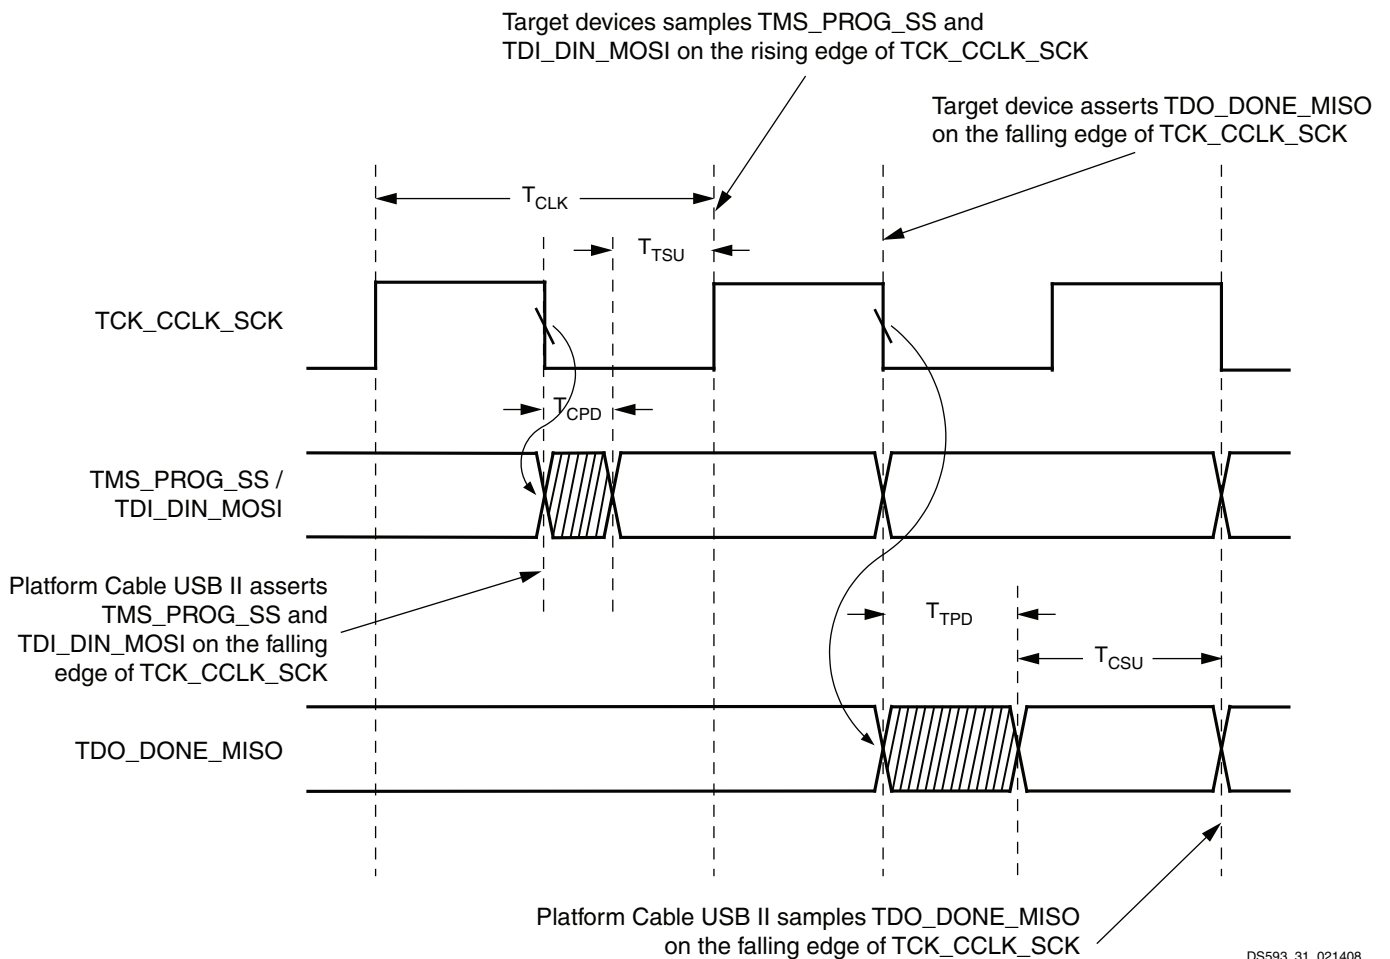 Target devices samples TMS_PROG_SS and
TDI_DIN_MOSI on the rising edge of TCK_CCLK_SCK
Target device asserts TDO_DONE_MISO
on the falling edge of TCK_CCLK_SCK
TCLK
TTSU
TCK_CCLK_SCK
TCPD
TMS_PROG_SS /
TDI_DIN_MOSI
Platform Cable USB II asserts
TMS_PROG_SS and
TDI_DIN_MOSI on the falling
edge of TCK_CCLK_SCK
TTPD
TCSU
TDO_DONE_MISO
Platform Cable USB II samples TDO_DONE_MISO
on the falling edge of TCK_CCLK_SCK
DS593_31_021408